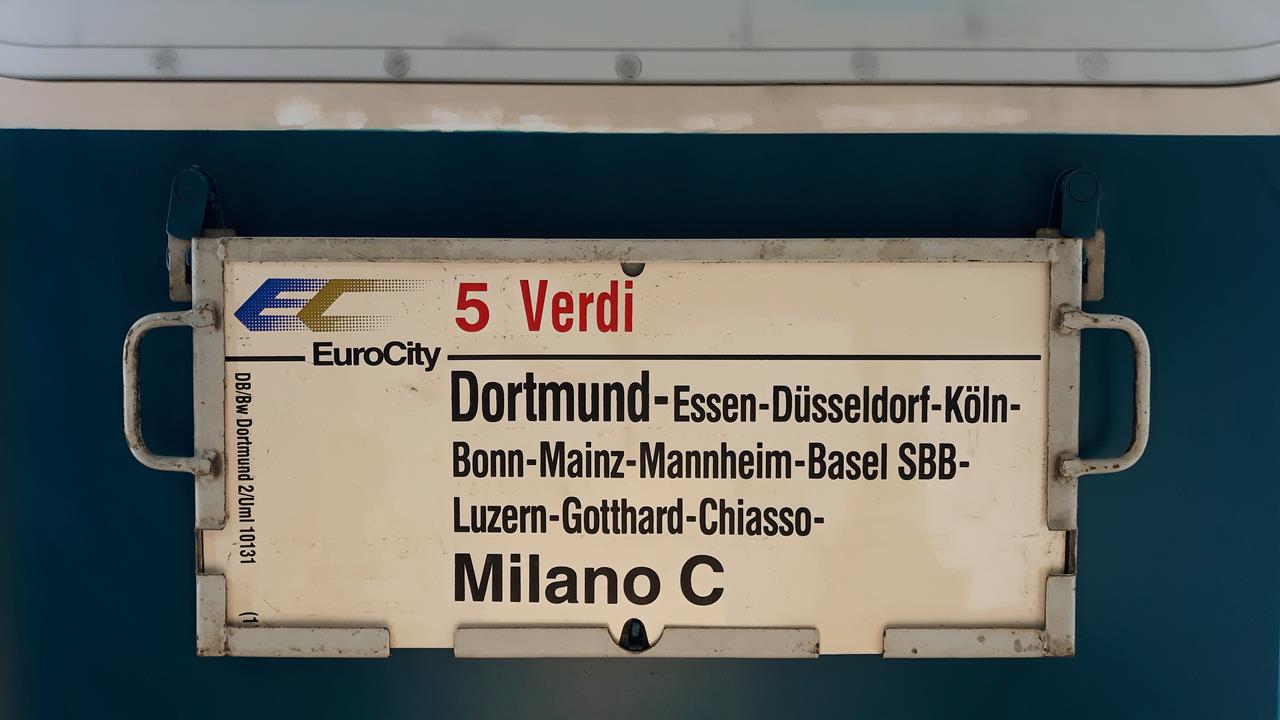 EC
5 Verdi
EuroCity
Dortmund-Essen-Düsseldorf-Köln-
Bonn-Mainz-Mannheim-Basel SBB-
Luzern-Gotthard-Chiasso-
Milano C
DB/Bw Dortmund 2/Uml 10131 (1